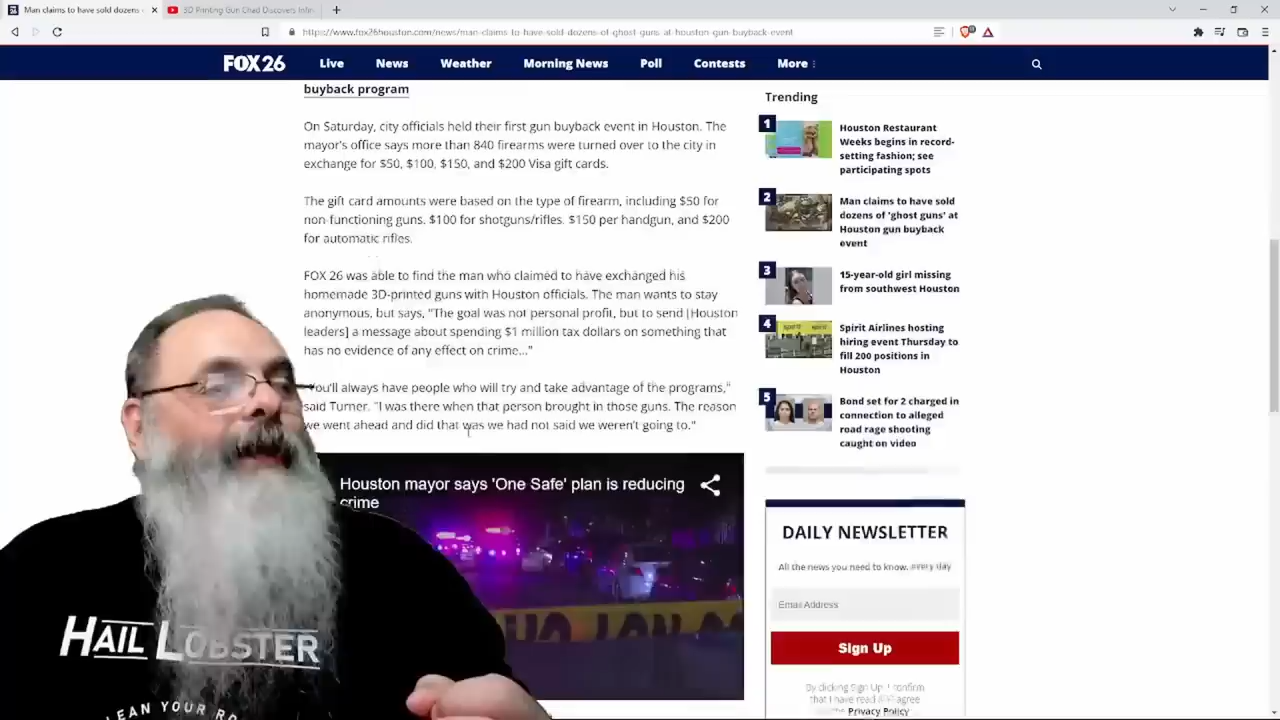 Man claims to have sold dozens
3D Printing Gun Chad Discovers Infin
https://www.fox26houston.com/news/man-claims-to-have-sold-dozens-of-ghost-guns-at-houston-gun-buyback-event
FOX 26
Live
News
Weather
Morning News
Poll
Contests
More
buyback program
On Saturday, city officials held their first gun buyback event in Houston. The
mayor's office says more than 840 firearms were turned over to the city in
exchange for $50, $100, $150, and $200 Visa gift cards.
The gift card amounts were based on the type of firearm, including $50 for
non-functioning guns. $100 for shotguns/rifles. $150 per handgun, and $200
for automatic rifles.
FOX 26 was able to find the man who claimed to have exchanged his
homemade 3D-printed guns with Houston officials. The man wants to stay
anonymous, but says, "The goal was not personal profit, but to send [Houston
leaders] a message about spending $1 million tax dollars on something that
has no evidence of any effect on crime..."
You'll always have people who will try and take advantage of the programs,"
said Turner. "I was there when that person brought in those guns. The reason
we went ahead and did that was we had not said we weren't going to."
Houston mayor says 'One Safe' plan is reducing
crime
Trending
1
Houston Restaurant
Weeks begins in record-
setting fashion; see
participating spots
2
Man claims to have sold
dozens of 'ghost guns' at
Houston gun buyback
event
3
15-year-old girl missing
from southwest Houston
4
Spirit Airlines hosting
hiring event Thursday to
fill 200 positions in
Houston
5
Bond set for 2 charged in
connection to alleged
road rage shooting
caught on video
DAILY NEWSLETTER
All the news you need to know, every day
Email Address
Sign Up
By clicking Sign Up, I confirm
that I have read and agree
Privacy Policy
HAIL LOBSTER
LEAN YOUR RO